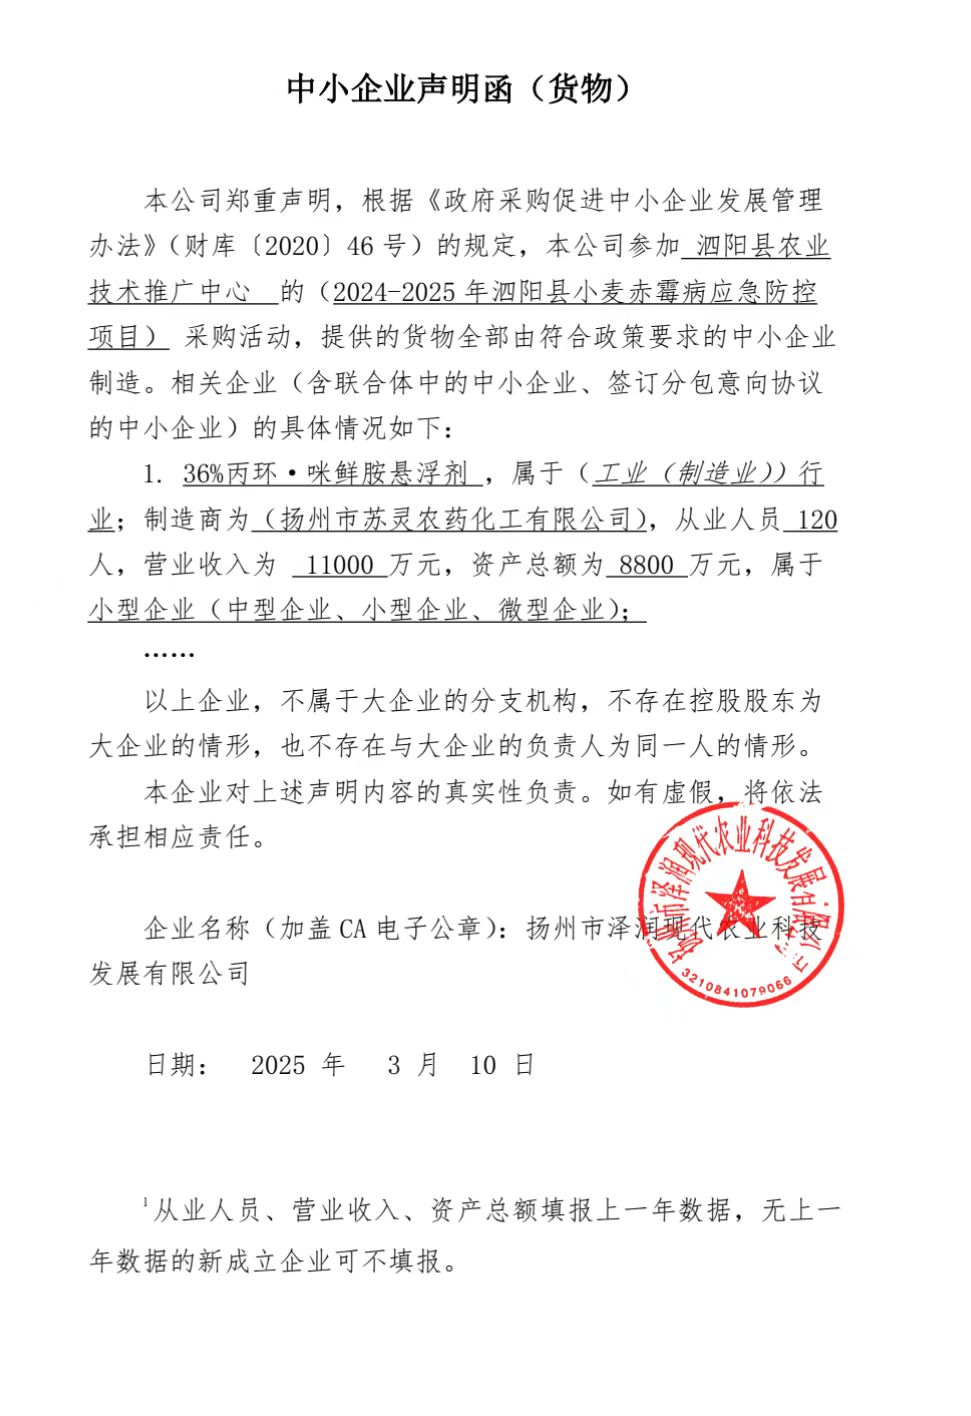 中小企业声明函（货物）
本公司郑重声明，根据《政府采购促进中小企业发展管理
办法》（财库〔2020〕46 号）的规定，本公司参加 泗阳县农业
技术推广中心 的（2024-2025 年泗阳县小麦赤霉病应急防控
项目） 采购活动，提供的货物全部由符合政策要求的中小企业
制造。相关企业（含联合体中的中小企业、签订分包意向协议
的中小企业）的具体情况如下：
1. 36%丙环·咪鲜胺悬浮剂 ，属于（工业（制造业））行
业；制造商为（扬州市苏灵农药化工有限公司），从业人员 120
人，营业收入为 11000 万元，资产总额为 8800 万元，属于
小型企业（中型企业、小型企业、微型企业）；
……
以上企业，不属于大企业的分支机构，不存在控股股东为
大企业的情形，也不存在与大企业的负责人为同一人的情形。
本企业对上述声明内容的真实性负责。如有虚假，将依法
承担相应责任。
企业名称（加盖 CA 电子公章）：扬州市泽润现代农业科技
发展有限公司
扬州市泽润现代农业科技发展有限公司
3210841079066
日期： 2025 年 3 月 10 日
1从业人员、营业收入、资产总额填报上一年数据，无上一
年数据的新成立企业可不填报。